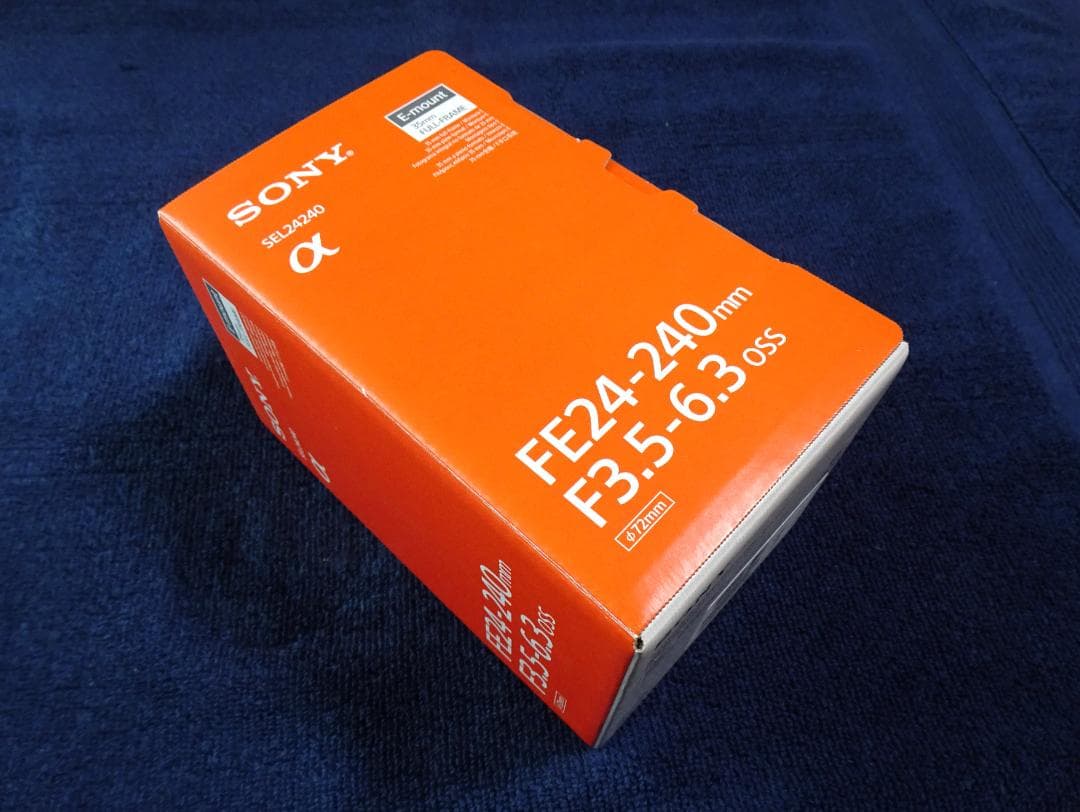 E-mount
35mm
FULL-FRAME
SONY®
SEL24240
α
FE24-240mm
F3.5-6.3 OSS
ϕ72mm
SONY
α
FE24-240mm
F3.5-6.3 OSS